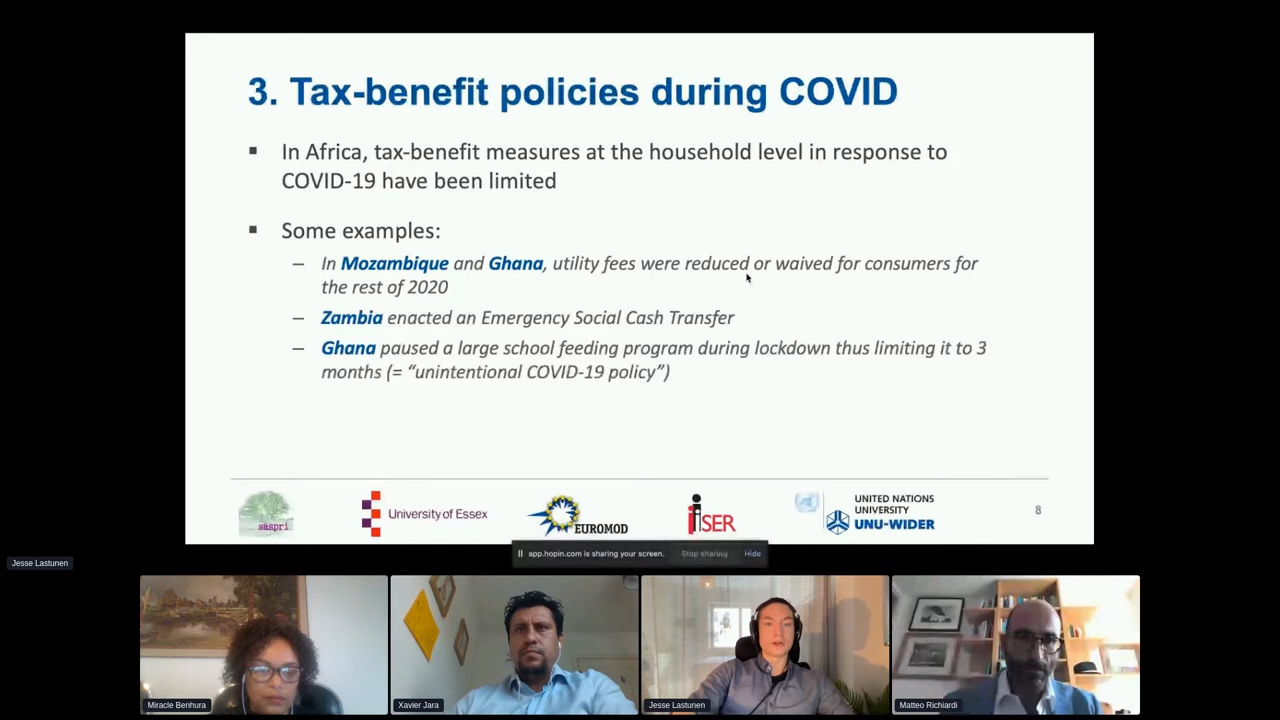 3. Tax-benefit policies during COVID
In Africa, tax-benefit measures at the household level in response to
COVID-19 have been limited
Some examples:
– In Mozambique and Ghana, utility fees were reduced or waived for consumers for
the rest of 2020
– Zambia enacted an Emergency Social Cash Transfer
– Ghana paused a large school feeding program during lockdown thus limiting it to 3
months (= “unintentional COVID-19 policy”)
saspri
University of Essex
EUROMOD
iSER
UNITED NATIONS
UNIVERSITY
UNU-WIDER
8
app.hopin.com is sharing your screen. Stop sharing Hide
Jesse Lastunen
Miracle Benhura
Xavier Jara
Jesse Lastunen
Matteo Richiardi